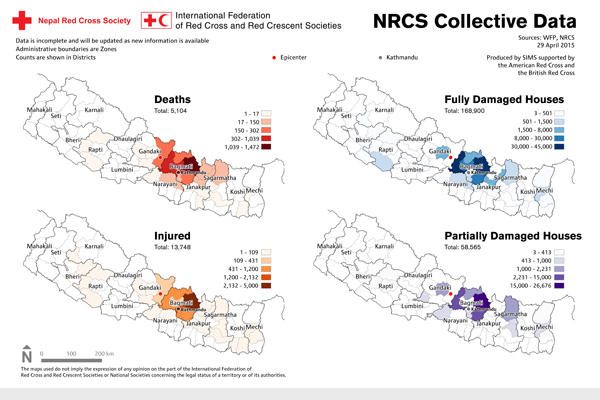 Nepal Red Cross Society
International Federation
of Red Cross and Red Crescent Societies
NRCS Collective Data
Data is incomplete and will be updated as new information is available
Administrative boundaries are Zones
Counts are shown in Districts
Epicenter
Kathmandu
Sources: WFP, NRCS
29 April 2015
Produced by SIMS supported by
the American Red Cross and
the British Red Cross
Deaths
Total: 5,104
1 - 17
17 - 150
150 - 302
302 - 1,039
1,039 - 1,472
Mahakali
Seti
Karnali
Bheri
Rapti
Dhaulagiri
Gandaki
Lumbini
Bagmati
Kathmandu
Narayani
Janakpur
Sagarmatha
Koshi
Mechi
Fully Damaged Houses
Total: 168,900
3 - 501
501 - 1,500
1,500 - 8,000
8,000 - 30,000
30,000 - 45,000
Mahakali
Seti
Karnali
Bheri
Rapti
Dhaulagiri
Gandaki
Lumbini
Bagmati
Kathmandu
Narayani
Janakpur
Sagarmatha
Koshi
Mechi
Injured
Total: 13,748
1 - 109
109 - 431
431 - 1,200
1,200 - 2,132
2,132 - 5,000
Mahakali
Seti
Karnali
Bheri
Rapti
Dhaulagiri
Gandaki
Lumbini
Bagmati
Kathmandu
Narayani
Janakpur
Sagarmatha
Koshi
Mechi
Partially Damaged Houses
Total: 58,565
3 - 413
413 - 1,000
1,000 - 2,231
2,231 - 15,000
15,000 - 26,676
Mahakali
Seti
Karnali
Bheri
Rapti
Dhaulagiri
Gandaki
Lumbini
Bagmati
Kathmandu
Narayani
Janakpur
Sagarmatha
Koshi
Mechi
N
0 100 200 km
The maps used do not imply the expression of any opinion on the part of the International Federation of
Red Cross and Red Crescent Societies or National Societies concerning the legal status of a territory or of its authorities.